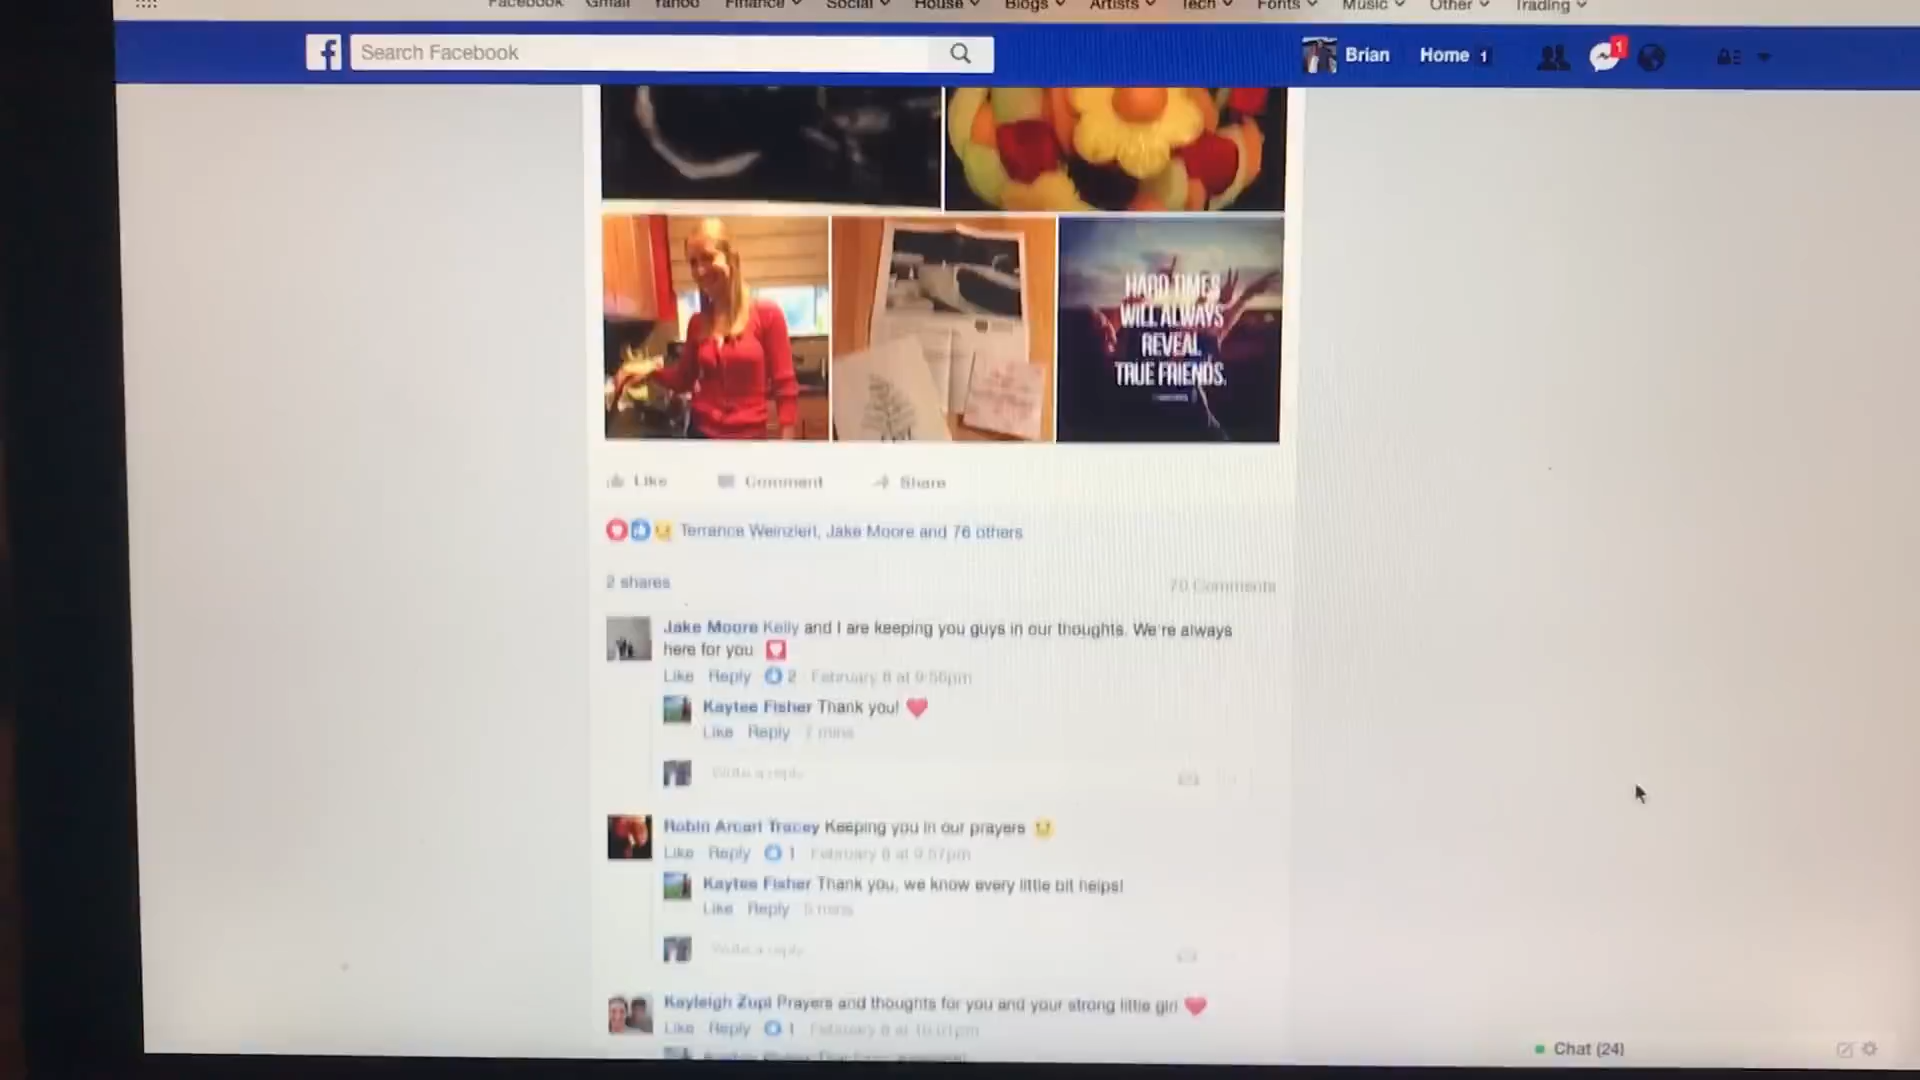 Facebook Gmail Yahoo Finance Social House Blogs Artists Tech Fonts Music Other Trading
Search Facebook
Brian Home 1
1
HARD TIMES
WILL ALWAYS
REVEAL
TRUE FRIENDS.
Like Comment Share
Terrance Weinzierl, Jake Moore and 76 others
2 shares 70 Comments
Jake Moore Kelly and I are keeping you guys in our thoughts. We're always
here for you
Like Reply 2 February 8 at 9:56pm
Kaytee Fisher Thank you!
Like Reply 7 mins
Write a reply
Robin Arcari Tracey Keeping you in our prayers
Like Reply 1 February 8 at 9:57pm
Kaytee Fisher Thank you, we know every little bit helps!
Like Reply 5 mins
Write a reply
Kayleigh Zupi Prayers and thoughts for you and your strong little girl
Like Reply 1 February 8 at 10:01pm
Chat (24)